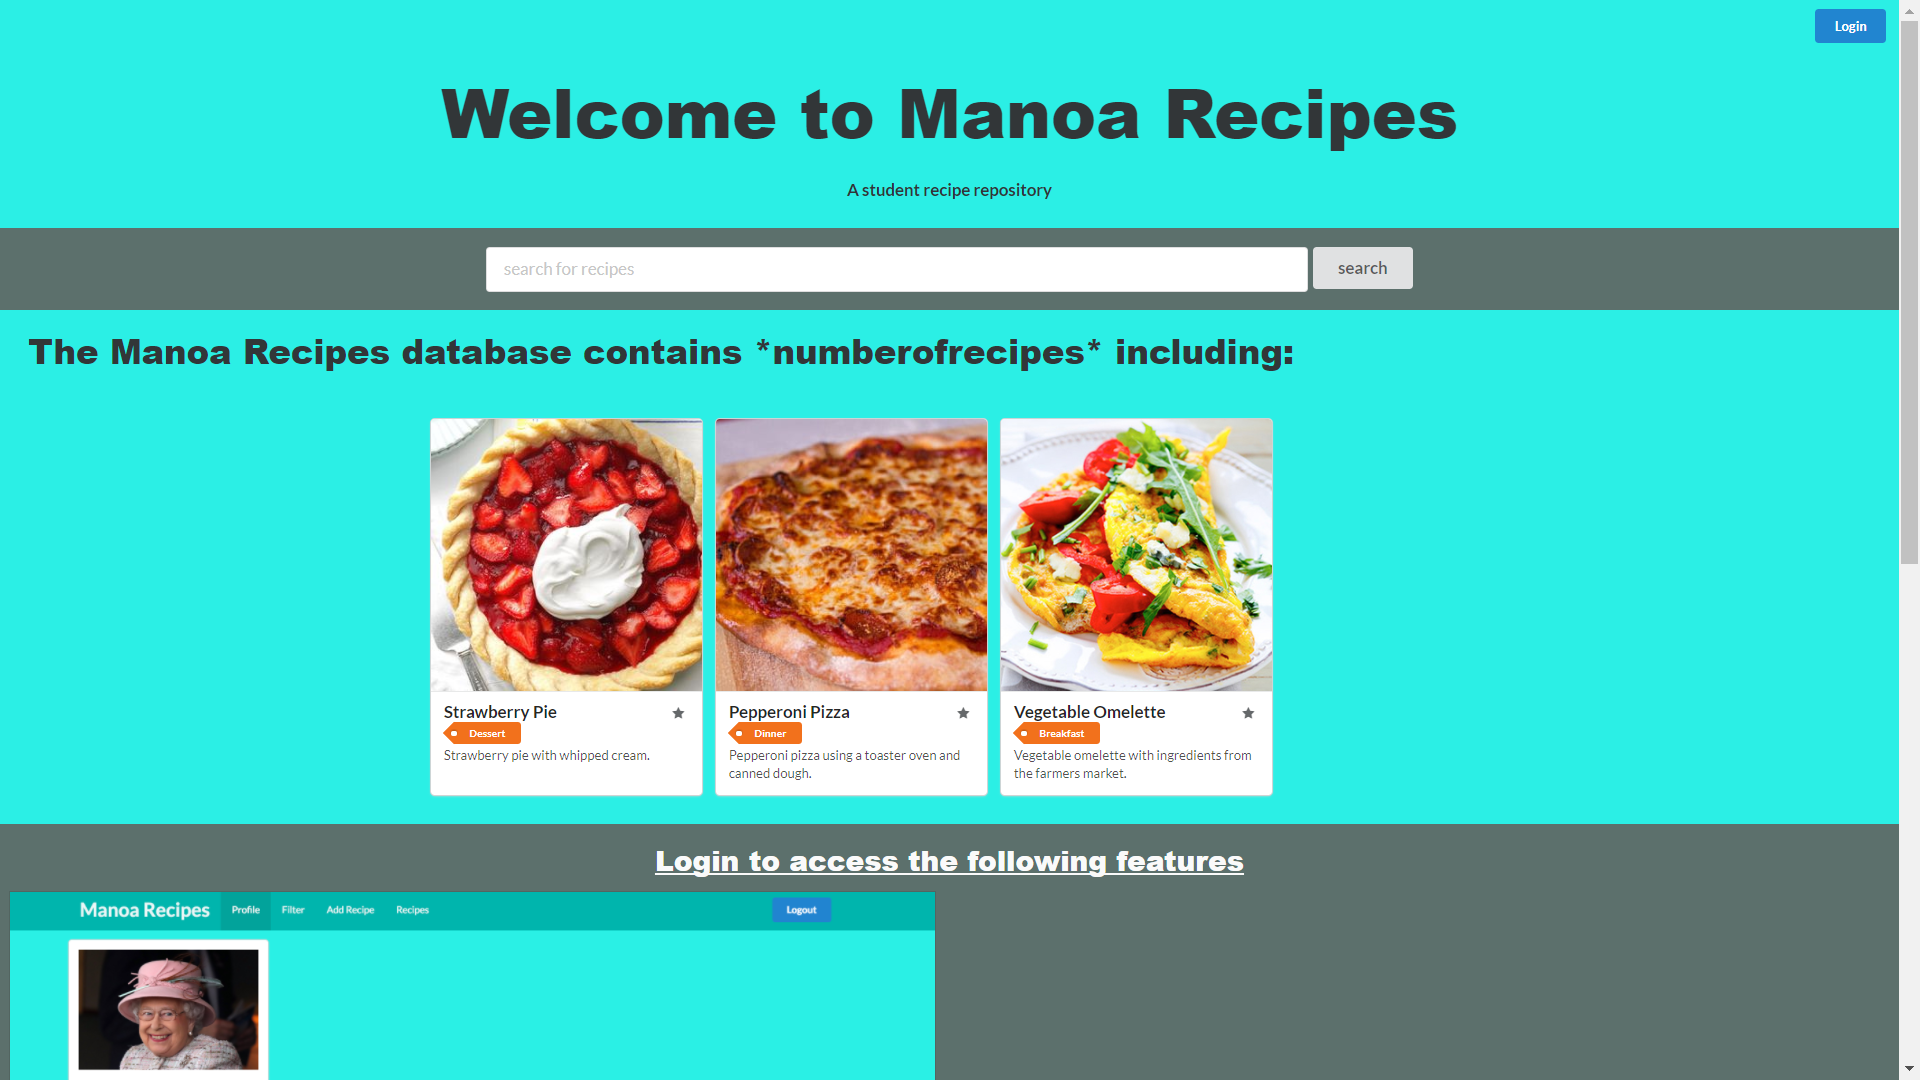 Login
Welcome to Manoa Recipes
A student recipe repository
search for recipes
search
The Manoa Recipes database contains *numberofrecipes* including:
Strawberry Pie
Dessert
Strawberry pie with whipped cream.
Pepperoni Pizza
Dinner
Pepperoni pizza using a toaster oven and
canned dough.
Vegetable Omelette
Breakfast
Vegetable omelette with ingredients from
the farmers market.
Login to access the following features
Manoa Recipes Profile Filter Add Recipe Recipes Logout